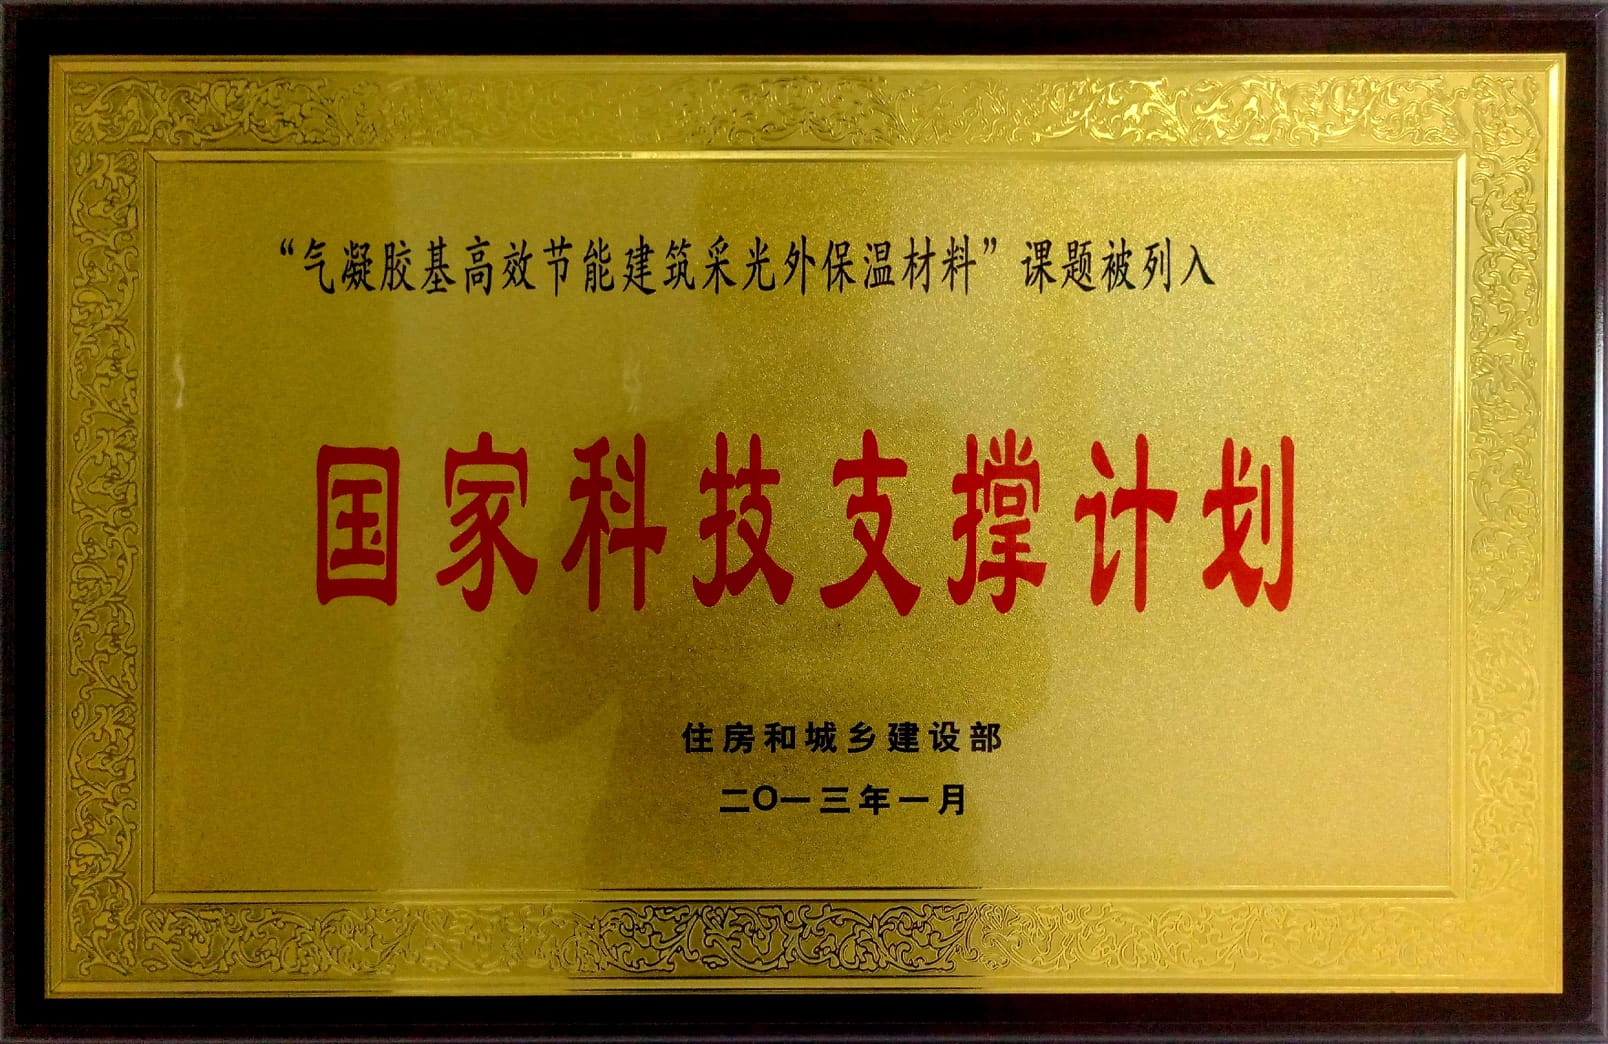 “气凝胶基高效节能建筑采光外保温材料”课题被列入
国家科技支撑计划
住房和城乡建设部
二〇一三年一月